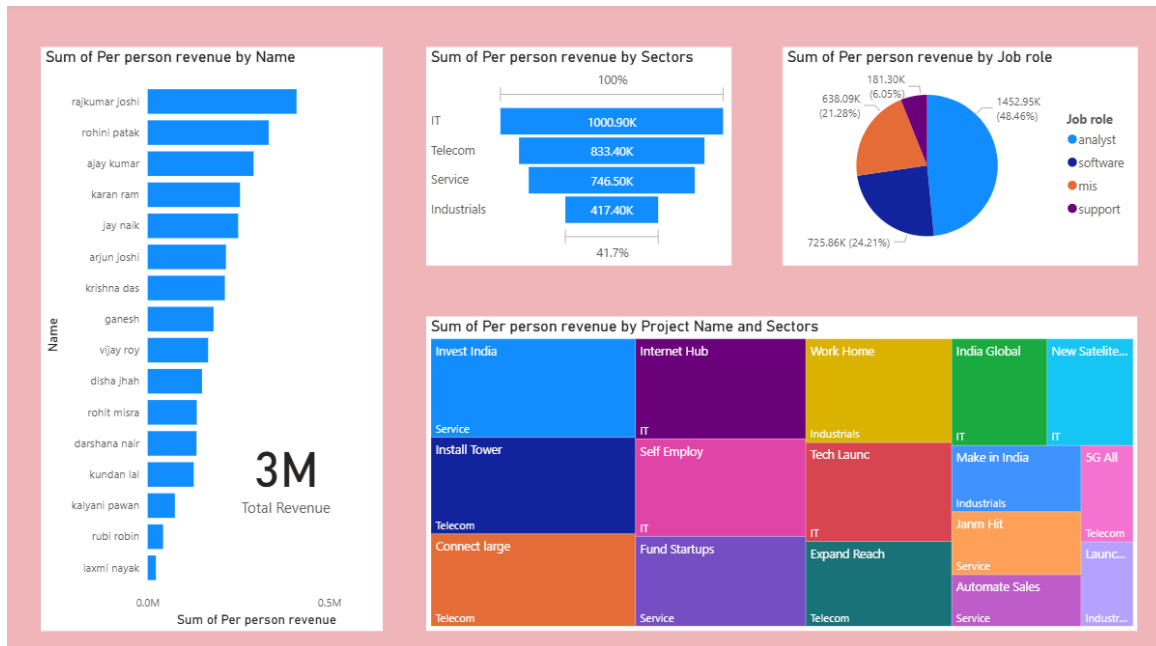 Sum of Per person revenue by Name
rajkumar joshi
rohini patak
ajay kumar
karan ram
jay naik
arjun joshi
krishna das
ganesh
vijay roy
disha jhah
rohit misra
darshana nair
kundan lal
kalyani pawan
rubi robin
laxmi nayak
Name
0.0M 0.5M
Sum of Per person revenue
3M
Total Revenue
Sum of Per person revenue by Sectors
100%
IT 1000.90K
Telecom 833.40K
Service 746.50K
Industrials 417.40K
41.7%
Sum of Per person revenue by Job role
181.30K
(6.05%)
638.09K
(21.28%)
1452.95K
(48.46%)
725.86K (24.21%)
Job role
analyst
software
mis
support
Sum of Per person revenue by Project Name and Sectors
Invest India
Service
Install Tower
Telecom
Connect large
Telecom
Internet Hub
IT
Self Employ
IT
Fund Startups
Service
Work Home
Industrials
Tech Launc
IT
Expand Reach
Telecom
India Global
IT
New Satelite...
IT
Make in India
Industrials
Janm Hit
Service
Automate Sales
Service
5G All
Telecom
Launc...
Industr...